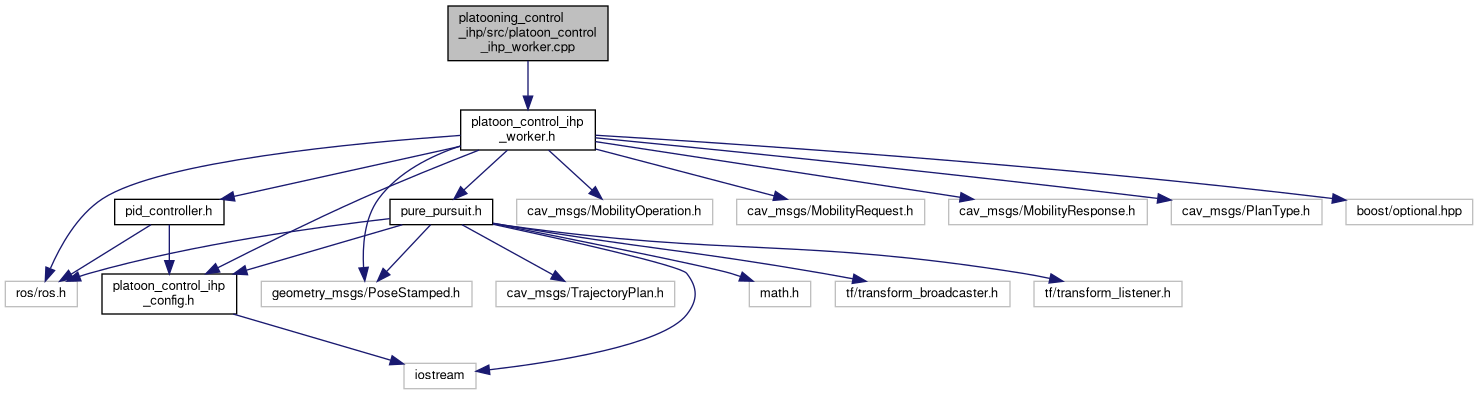 platooning_control
_ihp/src/platoon_control
_ihp_worker.cpp
platoon_control_ihp
_worker.h
pid_controller.h
pure_pursuit.h
cav_msgs/MobilityOperation.h
cav_msgs/MobilityRequest.h
cav_msgs/MobilityResponse.h
cav_msgs/PlanType.h
boost/optional.hpp
ros/ros.h
platoon_control_ihp
_config.h
geometry_msgs/PoseStamped.h
cav_msgs/TrajectoryPlan.h
math.h
tf/transform_broadcaster.h
tf/transform_listener.h
iostream